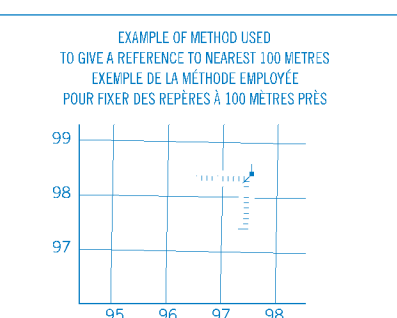 EXAMPLE OF METHOD USED
TO GIVE A REFERENCE TO NEAREST 100 METRES
EXEMPLE DE LA MÉTHODE EMPLOYÉE
POUR FIXER DES REPÈRES À 100 MÈTRES PRÈS
99
98
97
95 96 97 98